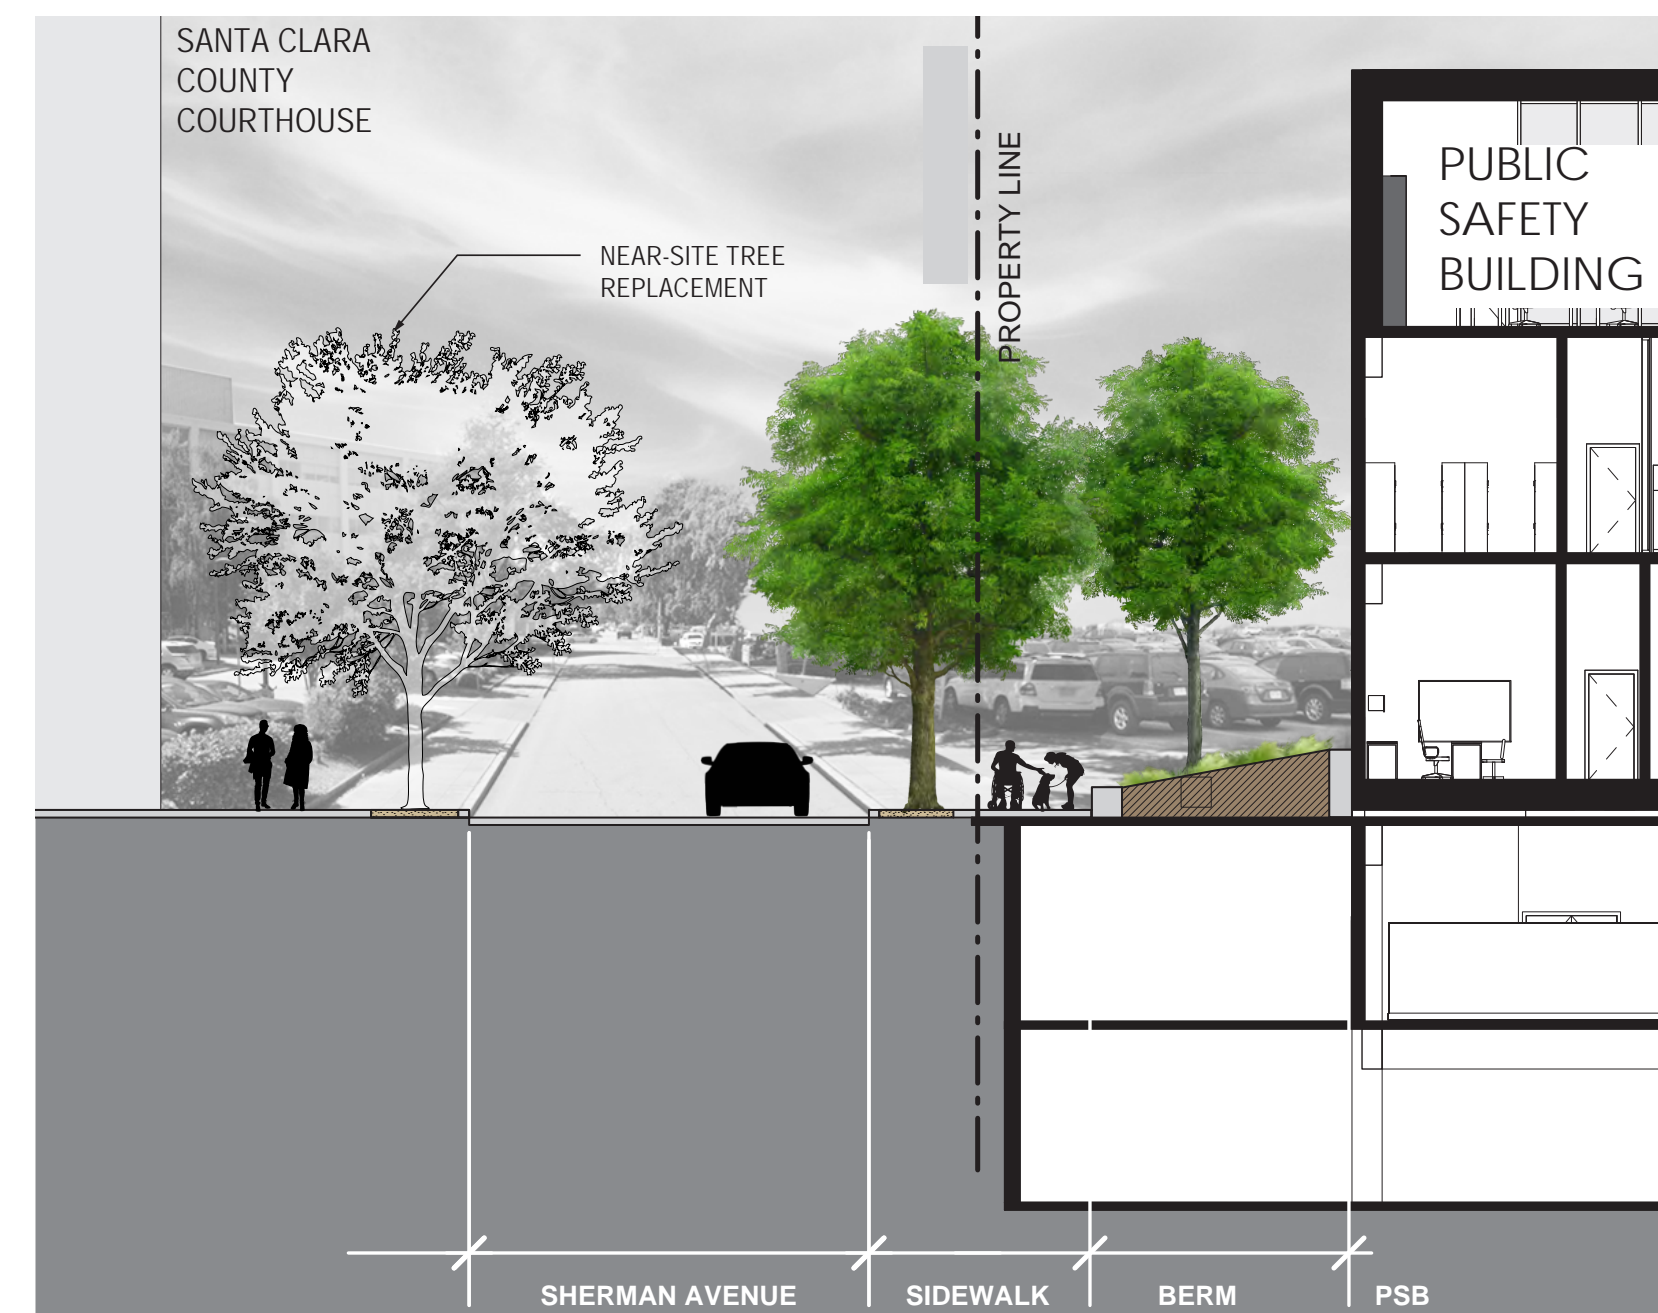 SANTA CLARA
COUNTY
COURTHOUSE
NEAR-SITE TREE
REPLACEMENT
PROPERTY LINE
PUBLIC
SAFETY
BUILDING
SHERMAN AVENUE
SIDEWALK
BERM
PSB